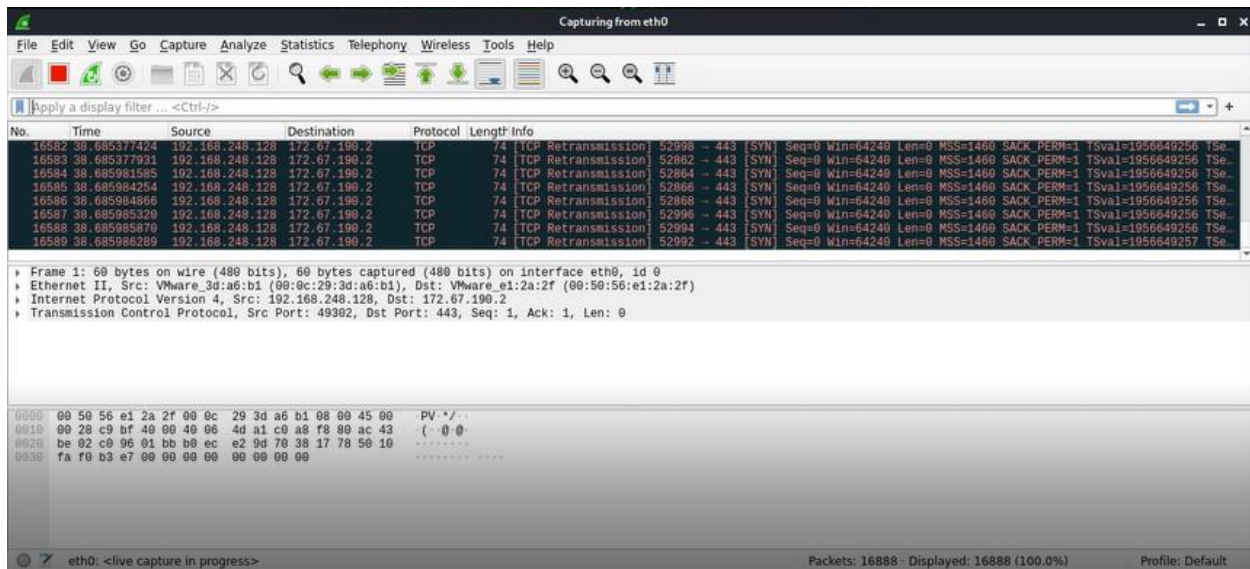 Capturing from eth0
File Edit View Go Capture Analyze Statistics Telephony Wireless Tools Help
Apply a display filter ... <Ctrl-/>
No. Time Source Destination Protocol Length Info
16582 38.685377424 192.168.248.128 172.67.190.2 TCP 74 [TCP Retransmission] 52998 → 443 [SYN] Seq=0 Win=64240 Len=0 MSS=1460 SACK_PERM=1 TSval=1956649256 TSe…
16583 38.685377931 192.168.248.128 172.67.190.2 TCP 74 [TCP Retransmission] 52862 → 443 [SYN] Seq=0 Win=64240 Len=0 MSS=1460 SACK_PERM=1 TSval=1956649256 TSe…
16584 38.685981585 192.168.248.128 172.67.190.2 TCP 74 [TCP Retransmission] 52864 → 443 [SYN] Seq=0 Win=64240 Len=0 MSS=1460 SACK_PERM=1 TSval=1956649256 TSe…
16585 38.685984254 192.168.248.128 172.67.190.2 TCP 74 [TCP Retransmission] 52866 → 443 [SYN] Seq=0 Win=64240 Len=0 MSS=1460 SACK_PERM=1 TSval=1956649256 TSe…
16586 38.685984866 192.168.248.128 172.67.190.2 TCP 74 [TCP Retransmission] 52868 → 443 [SYN] Seq=0 Win=64240 Len=0 MSS=1460 SACK_PERM=1 TSval=1956649256 TSe…
16587 38.685985320 192.168.248.128 172.67.190.2 TCP 74 [TCP Retransmission] 52996 → 443 [SYN] Seq=0 Win=64240 Len=0 MSS=1460 SACK_PERM=1 TSval=1956649256 TSe…
16588 38.685985870 192.168.248.128 172.67.190.2 TCP 74 [TCP Retransmission] 52994 → 443 [SYN] Seq=0 Win=64240 Len=0 MSS=1460 SACK_PERM=1 TSval=1956649256 TSe…
16589 38.685986289 192.168.248.128 172.67.190.2 TCP 74 [TCP Retransmission] 52992 → 443 [SYN] Seq=0 Win=64240 Len=0 MSS=1460 SACK_PERM=1 TSval=1956649257 TSe…
Frame 1: 60 bytes on wire (480 bits), 60 bytes captured (480 bits) on interface eth0, id 0
Ethernet II, Src: VMware_3d:a6:b1 (00:0c:29:3d:a6:b1), Dst: VMware_e1:2a:2f (00:50:56:e1:2a:2f)
Internet Protocol Version 4, Src: 192.168.248.128, Dst: 172.67.190.2
Transmission Control Protocol, Src Port: 49302, Dst Port: 443, Seq: 1, Ack: 1, Len: 0
0000 00 50 56 e1 2a 2f 00 0c 29 3d a6 b1 08 00 45 00 ·PV·*/··
0010 00 28 c9 bf 40 00 40 06 4d a1 c0 a8 f8 80 ac 43 ·(··@·@·
0020 be 02 c0 96 01 bb b0 ec e2 9d 70 38 17 78 50 10 ········
0030 fa f0 b3 e7 00 00 00 00 00 00 00 00 ········ ····
eth0: <live capture in progress> Packets: 16888 · Displayed: 16888 (100.0%) Profile: Default